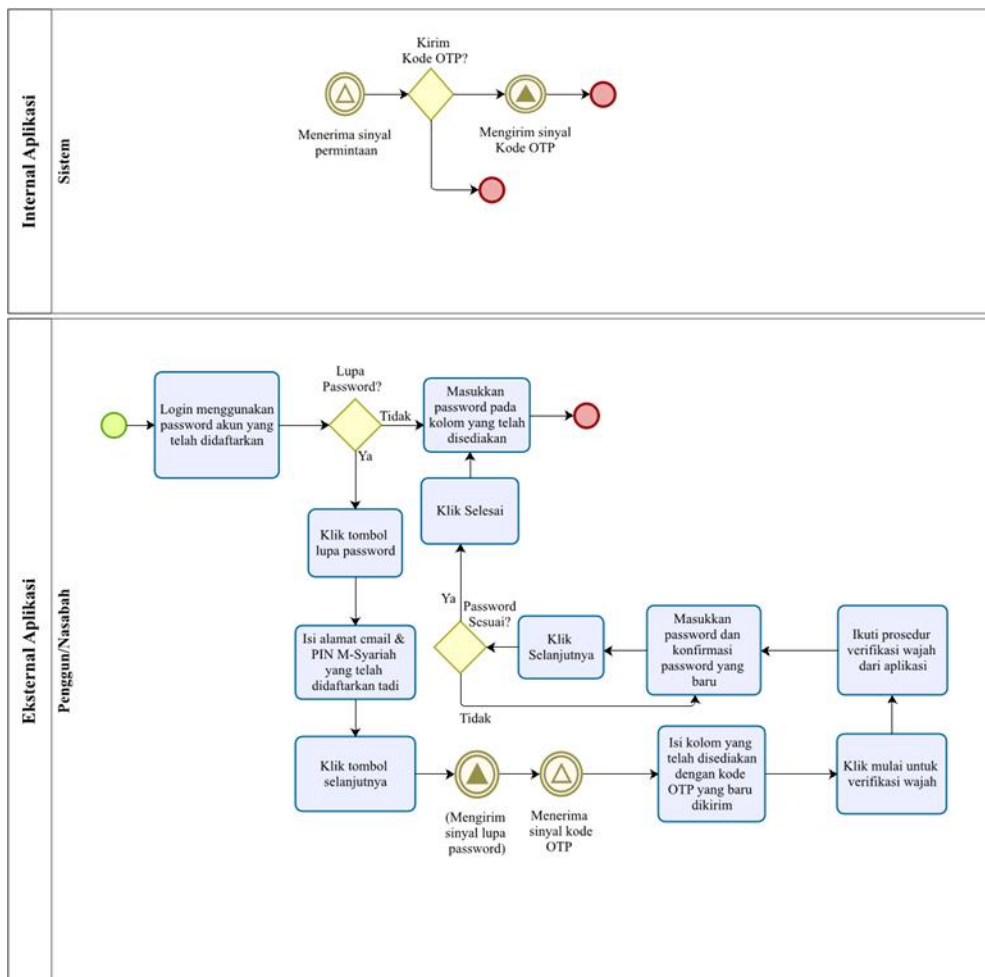 Internal Aplikasi
Sistem
Kirim
Kode OTP?
Menerima sinyal
permintaan
Mengirim sinyal
Kode OTP
Eksternal Aplikasi
Penggun/Nasabah
Login menggunakan
password akun yang
telah didaftarkan
Lupa
Password?
Tidak
Ya
Masukkan
password pada
kolom yang telah
disediakan
Klik tombol
lupa password
Klik Selesai
Isi alamat email &
PIN M-Syariah
yang telah
didaftarkan tadi
Ya
Password
Sesuai?
Tidak
Klik
Selanjutnya
Masukkan
password dan
konfirmasi
password yang
baru
Ikuti prosedur
verifikasi wajah
dari aplikasi
Klik tombol
selanjutnya
(Mengirim
sinyal lupa
password)
Menerima
sinyal kode
OTP
Isi kolom yang
telah disediakan
dengan kode
OTP yang baru
dikirim
Klik mulai untuk
verifikasi wajah